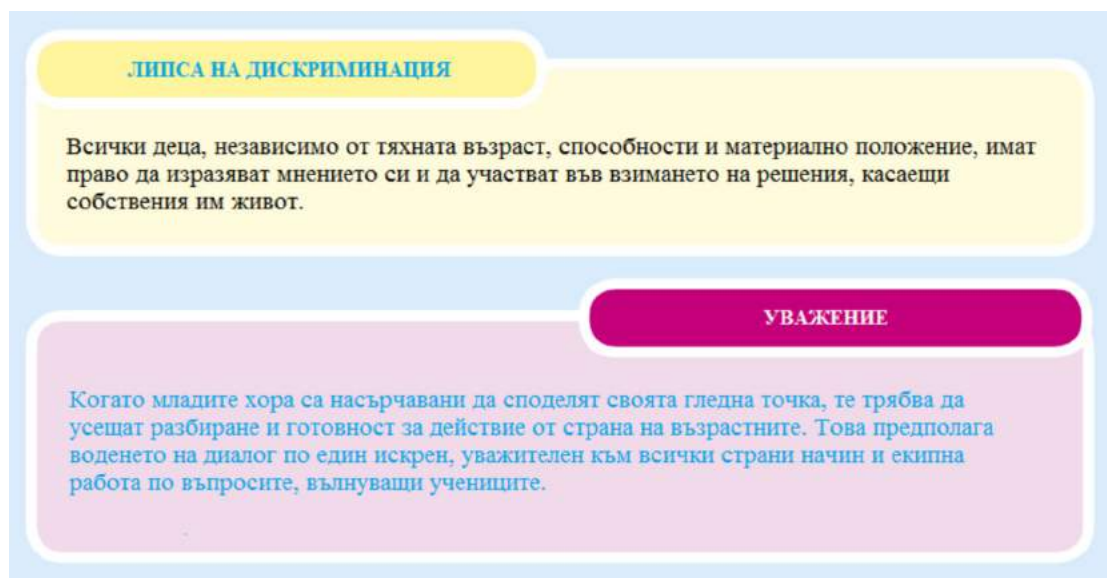 ЛИПСА НА ДИСКРИМИНАЦИЯ
Всички деца, независимо от тяхната възраст, способности и материално положение, имат
право да изразяват мнението си и да участват във взимането на решения, касаещи
собствения им живот.
УВАЖЕНИЕ
Когато младите хора са насърчавани да споделят своята гледна точка, те трябва да
усещат разбиране и готовност за действие от страна на възрастните. Това предполага
воденето на диалог по един искрен, уважителен към всички страни начин и екипна
работа по въпросите, вълнуващи учениците.